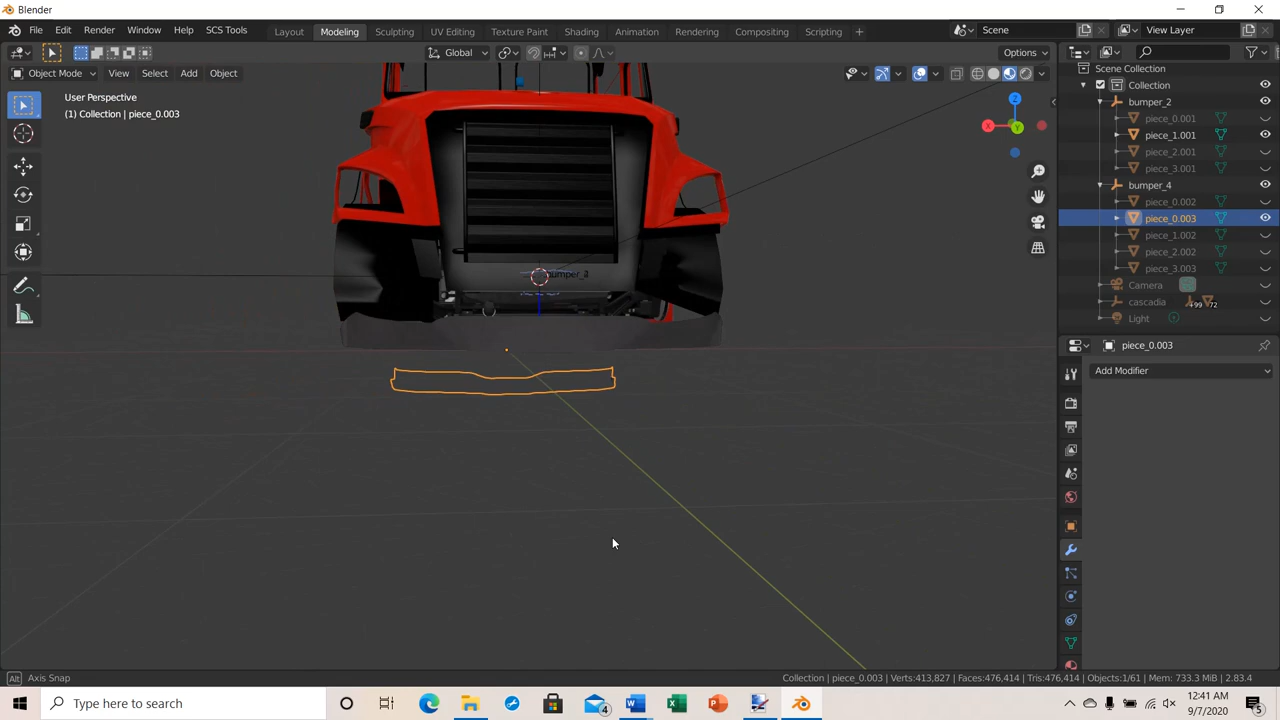 Blender
File Edit Render Window Help SCS Tools
Layout Modeling Sculpting UV Editing Texture Paint Shading Animation Rendering Compositing Scripting +
Scene
View Layer
Global
Options
Object Mode View Select Add Object
User Perspective
(1) Collection | piece_0.003
Z
X
Y
Scene Collection
Collection
bumper_2
piece_0.001
piece_1.001
piece_2.001
piece_3.001
bumper_4
piece_0.002
piece_0.003
piece_1.002
piece_2.002
piece_3.003
Camera
cascadia +99 72
Light
piece_0.003
Add Modifier
Alt Axis Snap
Collection | piece_0.003 | Verts:413,827 | Faces:476,414 | Tris:476,414 | Objects:1/61 | Mem: 733.3 MiB | 2.83.4
Type here to search
4
12:41 AM
9/7/2020
5